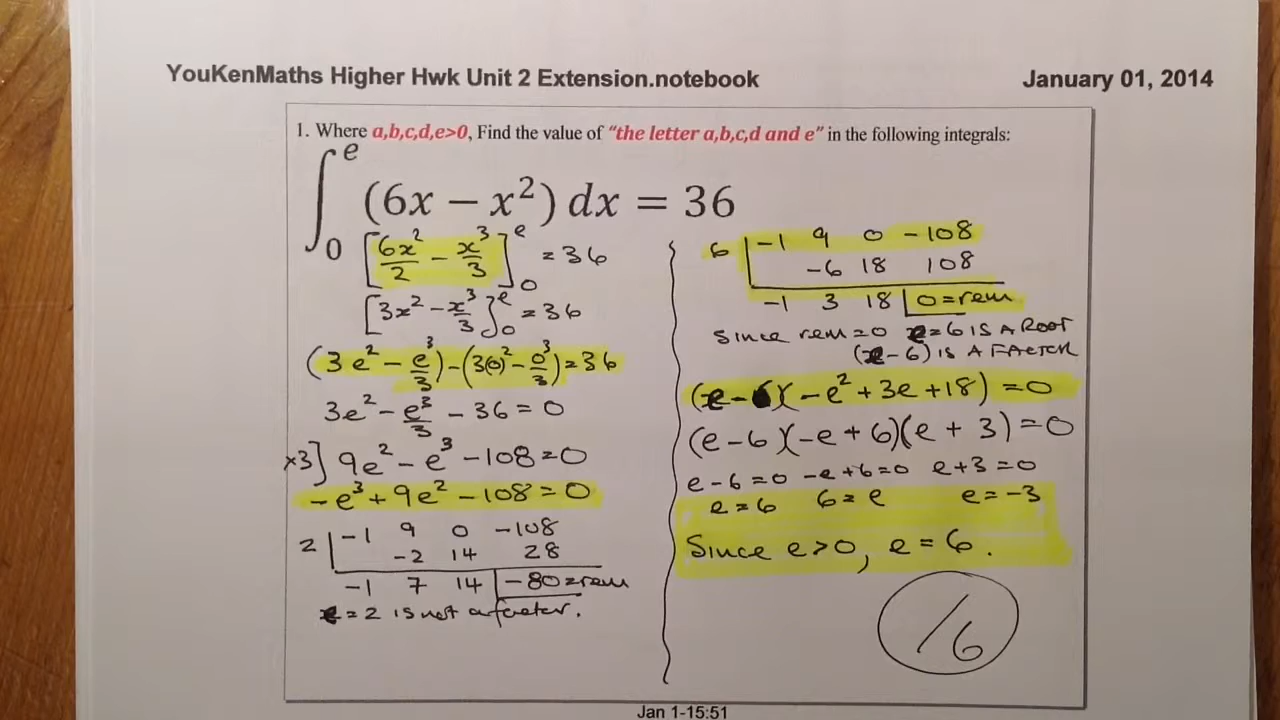 YouKenMaths Higher Hwk Unit 2 Extension.notebook
January 01, 2014
1. Where a,b,c,d,e>0, Find the value of “the letter a,b,c,d and e” in the following integrals:
∫₀ᵉ (6x − x²) dx = 36
[6x²/2 − x³/3]₀ᵉ = 36
[3x² − x³/3]₀ᵉ = 36
(3e² − e³/3) − (3(0)² − 0³/3) = 36
3e² − e³/3 − 36 = 0
×3] 9e² − e³ − 108 = 0
−e³ + 9e² − 108 = 0
2 | −1 9 0 −108
−2 14 28
−1 7 14 | −80 = rem
e = 2 is not a factor.
6 | −1 9 0 −108
−6 18 108
−1 3 18 | 0 = rem
Since rem = 0 e = 6 IS A ROOT
(e − 6) IS A FACTOR
(e − 6)(−e² + 3e + 18) = 0
(e − 6)(−e + 6)(e + 3) = 0
e − 6 = 0 −e + 6 = 0 e + 3 = 0
e = 6 6 = e e = −3
Since e > 0, e = 6.
/6
Jan 1-15:51